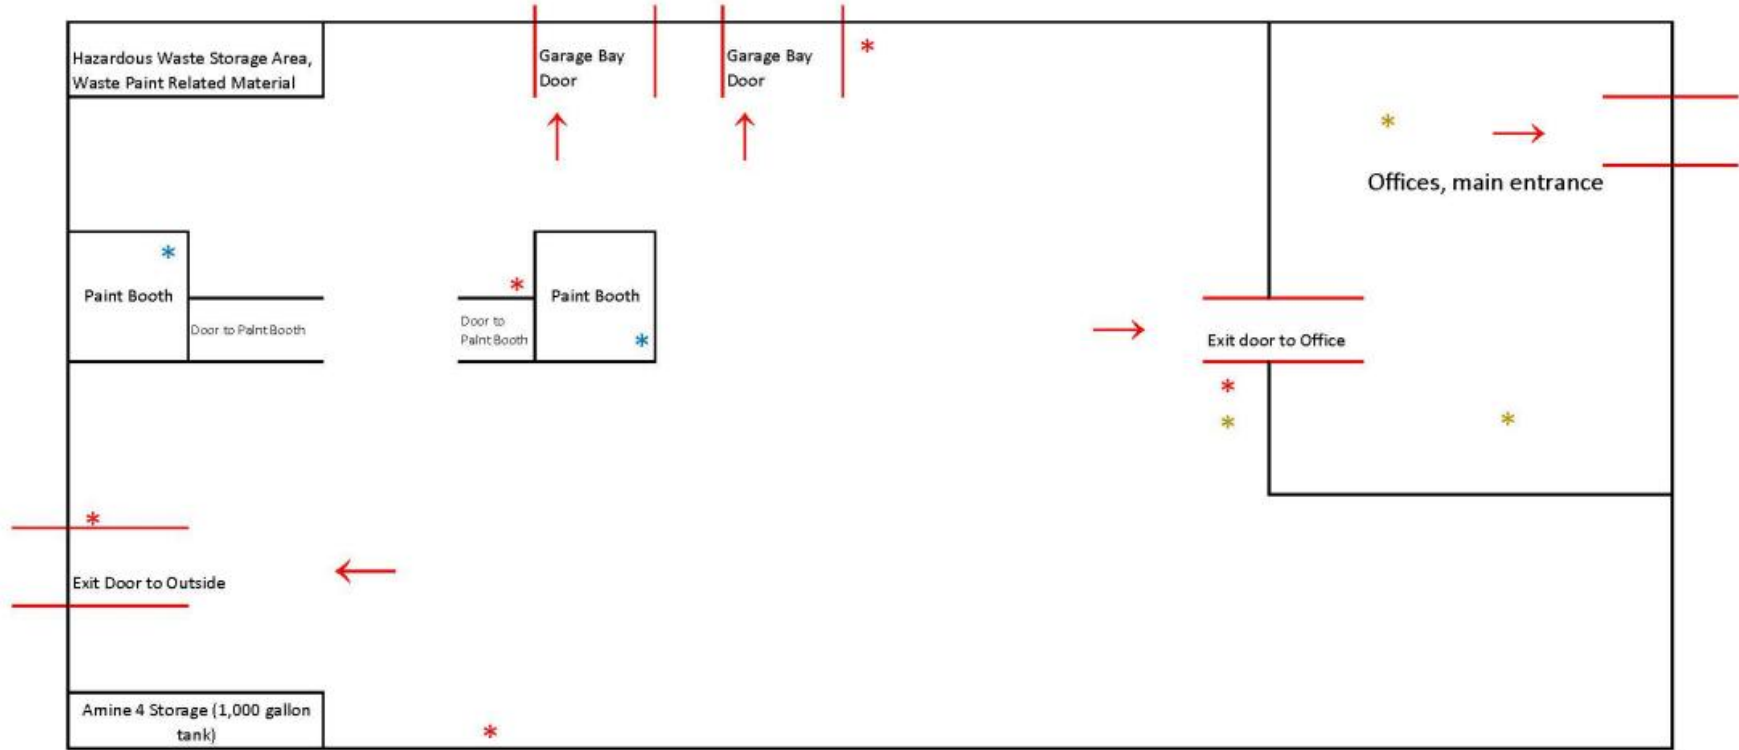 Hazardous Waste Storage Area,
Waste Paint Related Material
Garage Bay
Door
Garage Bay
Door
*
*
Offices, main entrance
*
Paint Booth
Door to Paint Booth
*
Door to
Paint Booth
Paint Booth
*
Exit door to Office
*
*
*
*
Exit Door to Outside
Amine 4 Storage (1,000 gallon
tank)
*